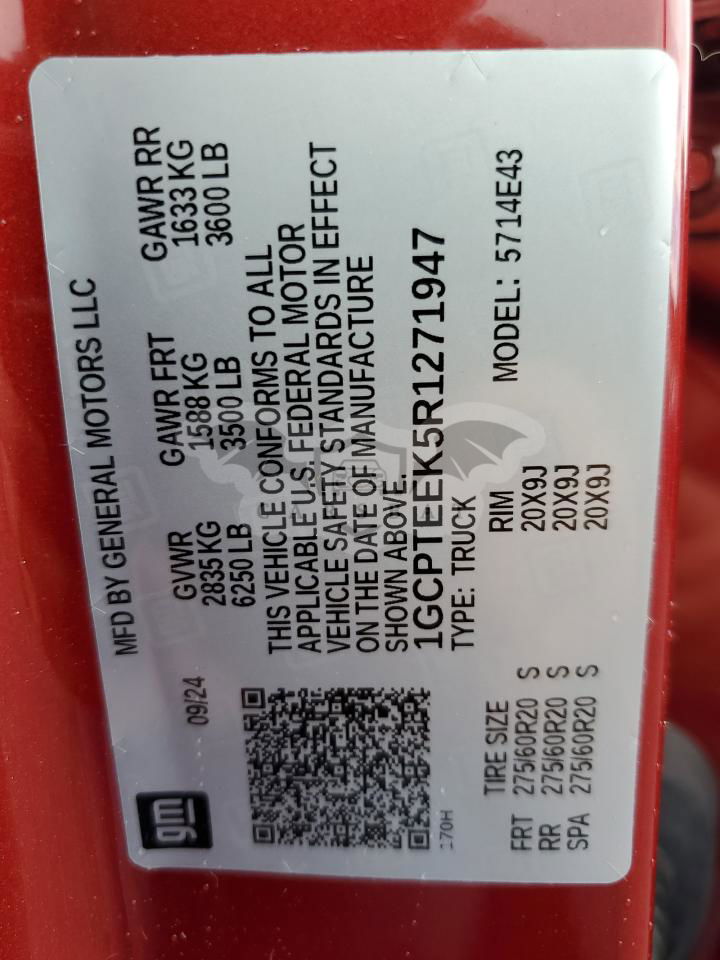 MFD BY GENERAL MOTORS LLC
gm
09/24
GVWR GAWR FRT GAWR RR
2835 KG 1588 KG 1633 KG
6250 LB 3500 LB 3600 LB
THIS VEHICLE CONFORMS TO ALL
APPLICABLE U.S. FEDERAL MOTOR
VEHICLE SAFETY STANDARDS IN EFFECT
ON THE DATE OF MANUFACTURE
SHOWN ABOVE.
1GCPTEEK5R1271947
TYPE: TRUCK MODEL: 5714E43
170H
TIRE SIZE RIM
FRT 275/60R20 S 20X9J
RR 275/60R20 S 20X9J
SPA 275/60R20 S 20X9J